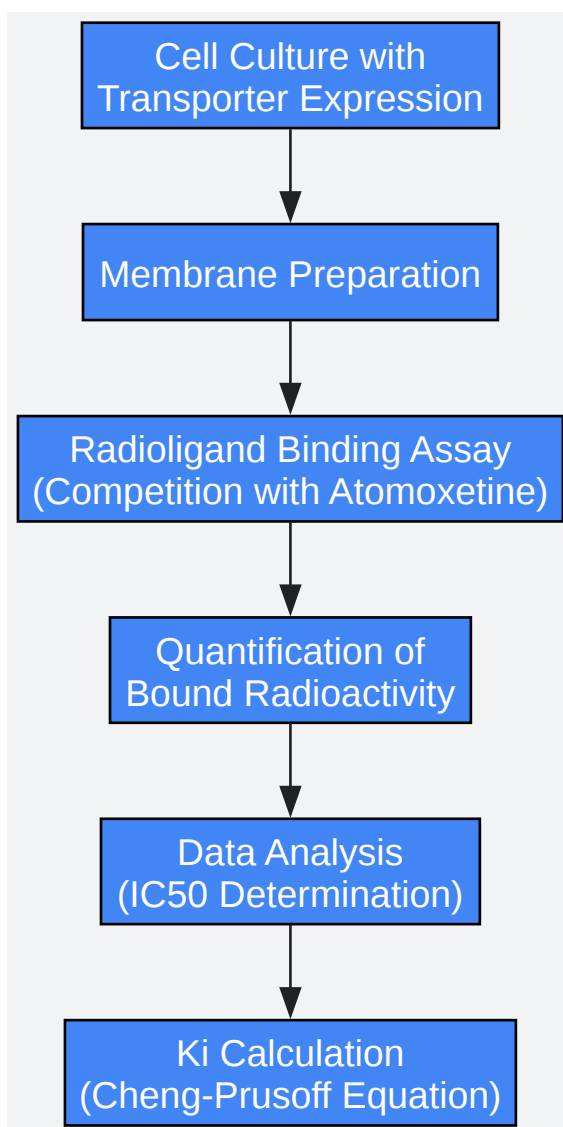 Cell Culture with
Transporter Expression
Membrane Preparation
Radioligand Binding Assay
(Competition with Atomoxetine)
Quantification of
Bound Radioactivity
Data Analysis
(IC50 Determination)
Ki Calculation
(Cheng-Prusoff Equation)